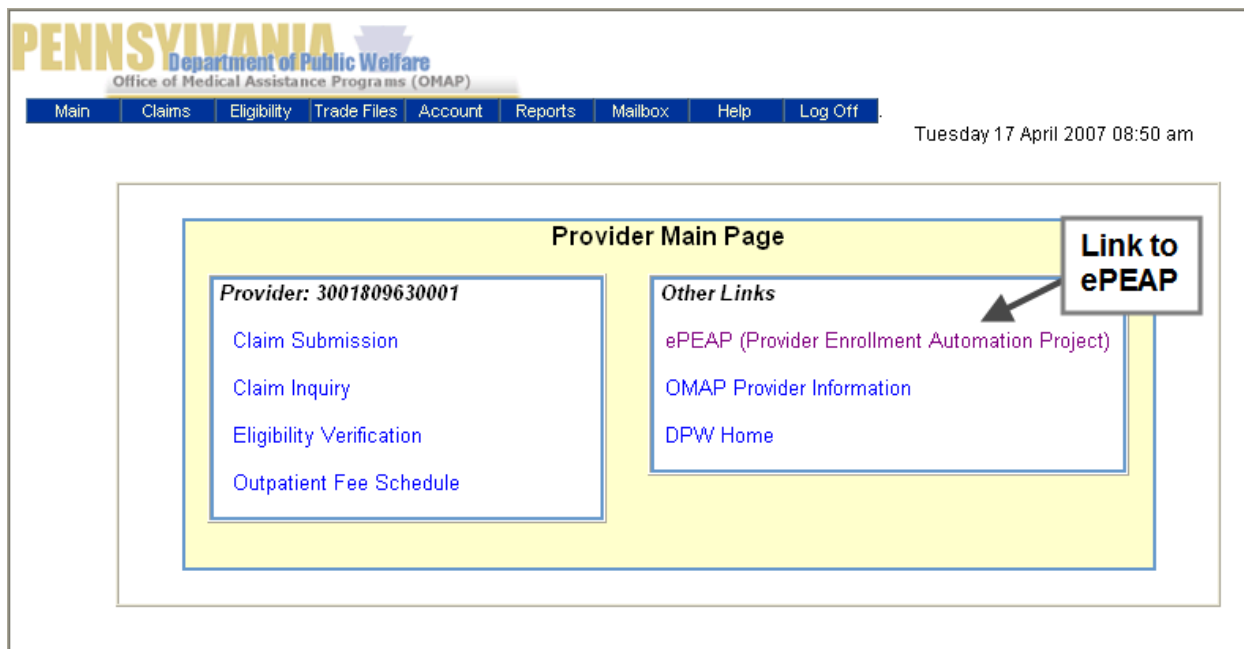 PENNSYLVANIA
Department of Public Welfare
Office of Medical Assistance Programs (OMAP)
Main Claims Eligibility Trade Files Account Reports Mailbox Help Log Off .
Tuesday 17 April 2007 08:50 am
Provider Main Page
Link to
ePEAP
Provider: 3001809630001
Claim Submission
Claim Inquiry
Eligibility Verification
Outpatient Fee Schedule
Other Links
ePEAP (Provider Enrollment Automation Project)
OMAP Provider Information
DPW Home